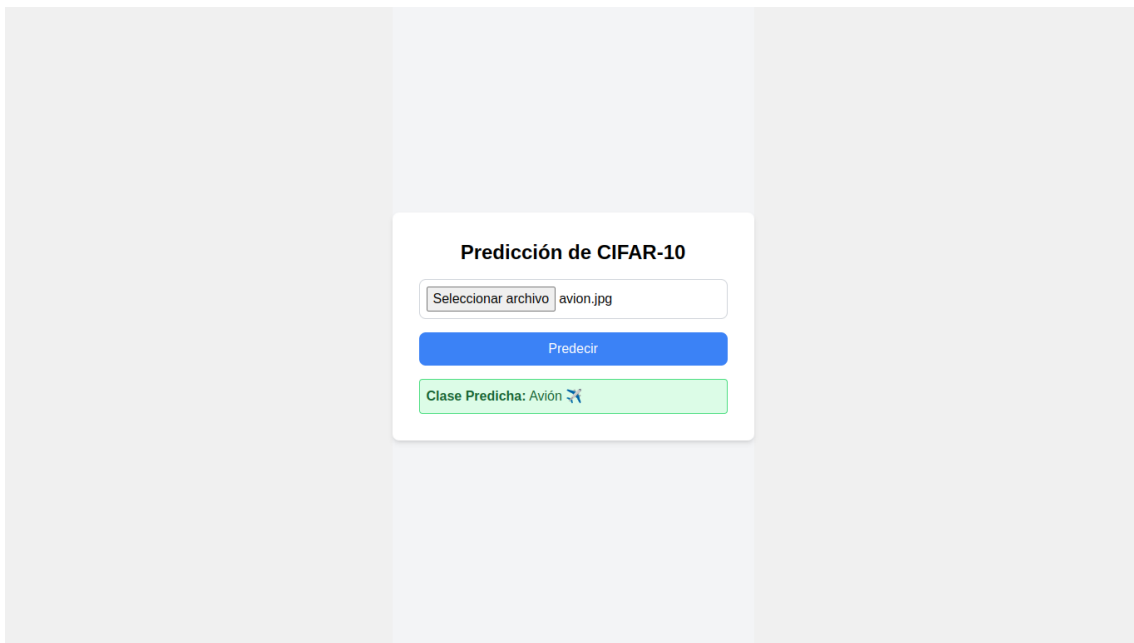 Predicción de CIFAR-10
Seleccionar archivo avion.jpg
Predecir
Clase Predicha: Avión ✈️